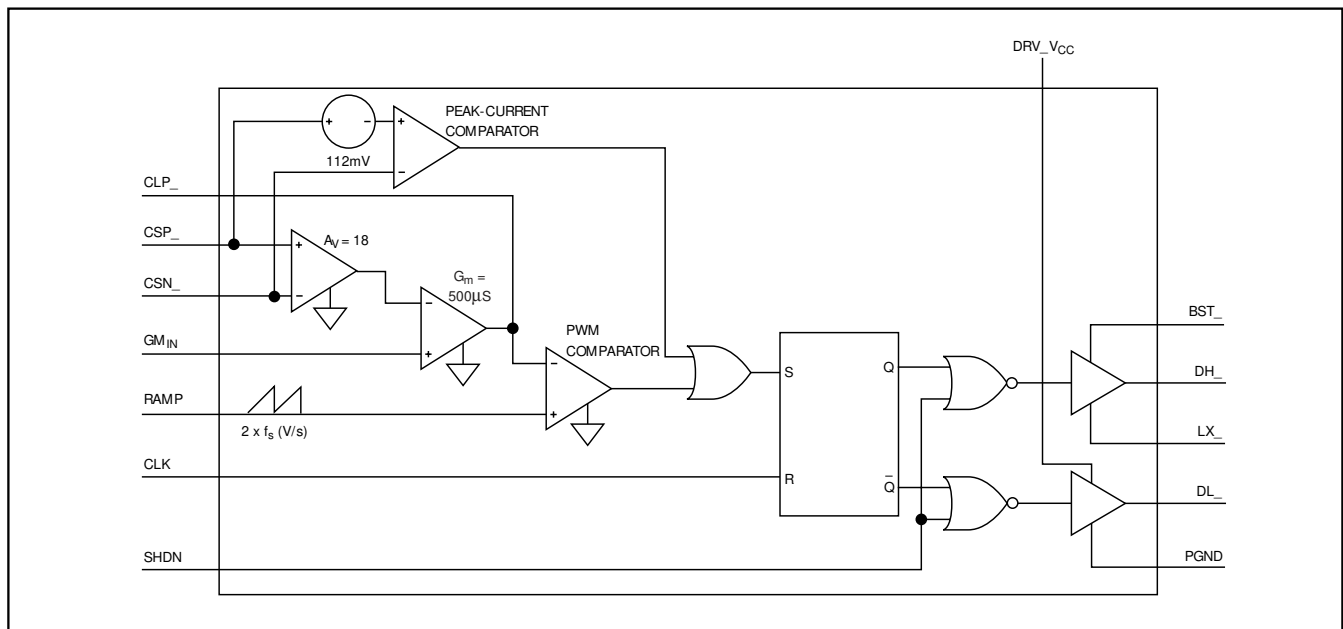 DRV_VCC
PEAK-CURRENT
COMPARATOR
+
−
+
112mV
−
CLP_
CSP_
+
AV = 18
CSN_
−
Gm =
500μS
−
BST_
GMIN
+
PWM
COMPARATOR
−
S
Q
DH_
RAMP
+
2 x fs (V/s)
LX_
CLK
R
Q̅
DL_
SHDN
PGND